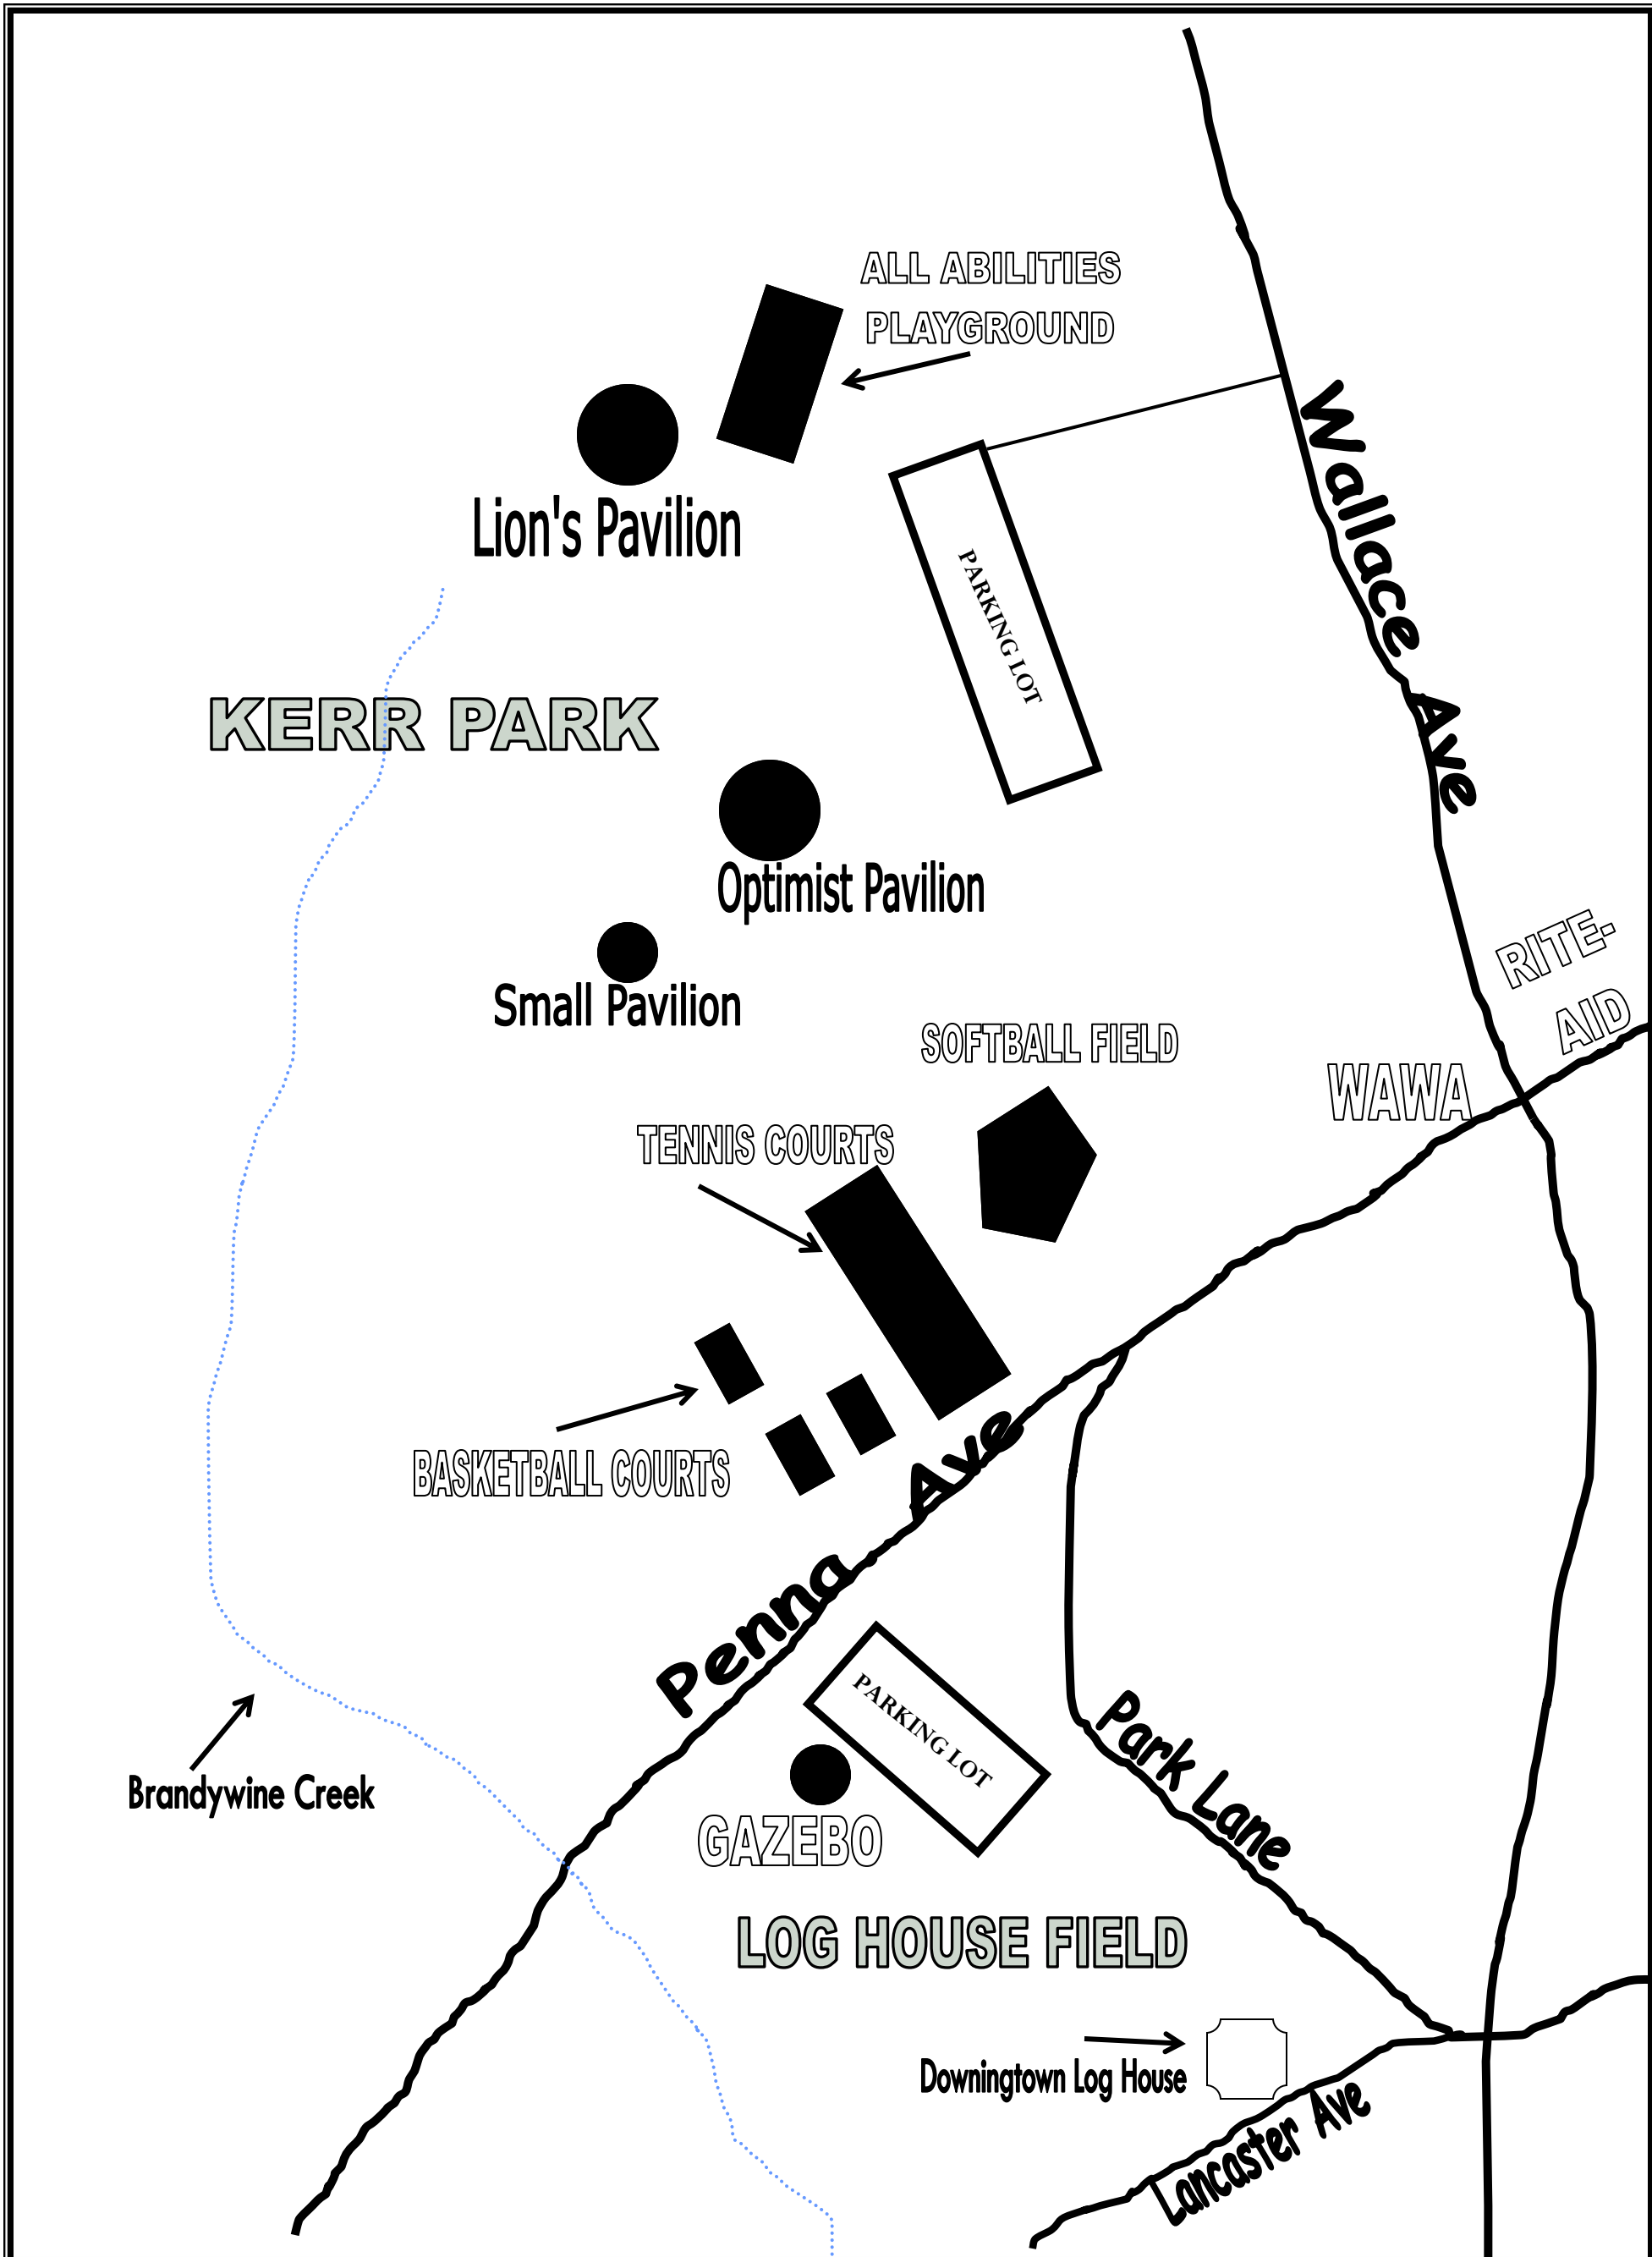 ALL ABILITIES
PLAYGROUND
Lion's Pavilion
Wallace Ave
PARKING LOT
KERR PARK
Optimist Pavilion
Small Pavilion
RITE-
AID
SOFTBALL FIELD
WAWA
TENNIS COURTS
BASKETBALL COURTS
Penna Ave
PARKING LOT
Park Lane
Brandywine Creek
GAZEBO
LOG HOUSE FIELD
Downingtown Log House
Lancaster Ave